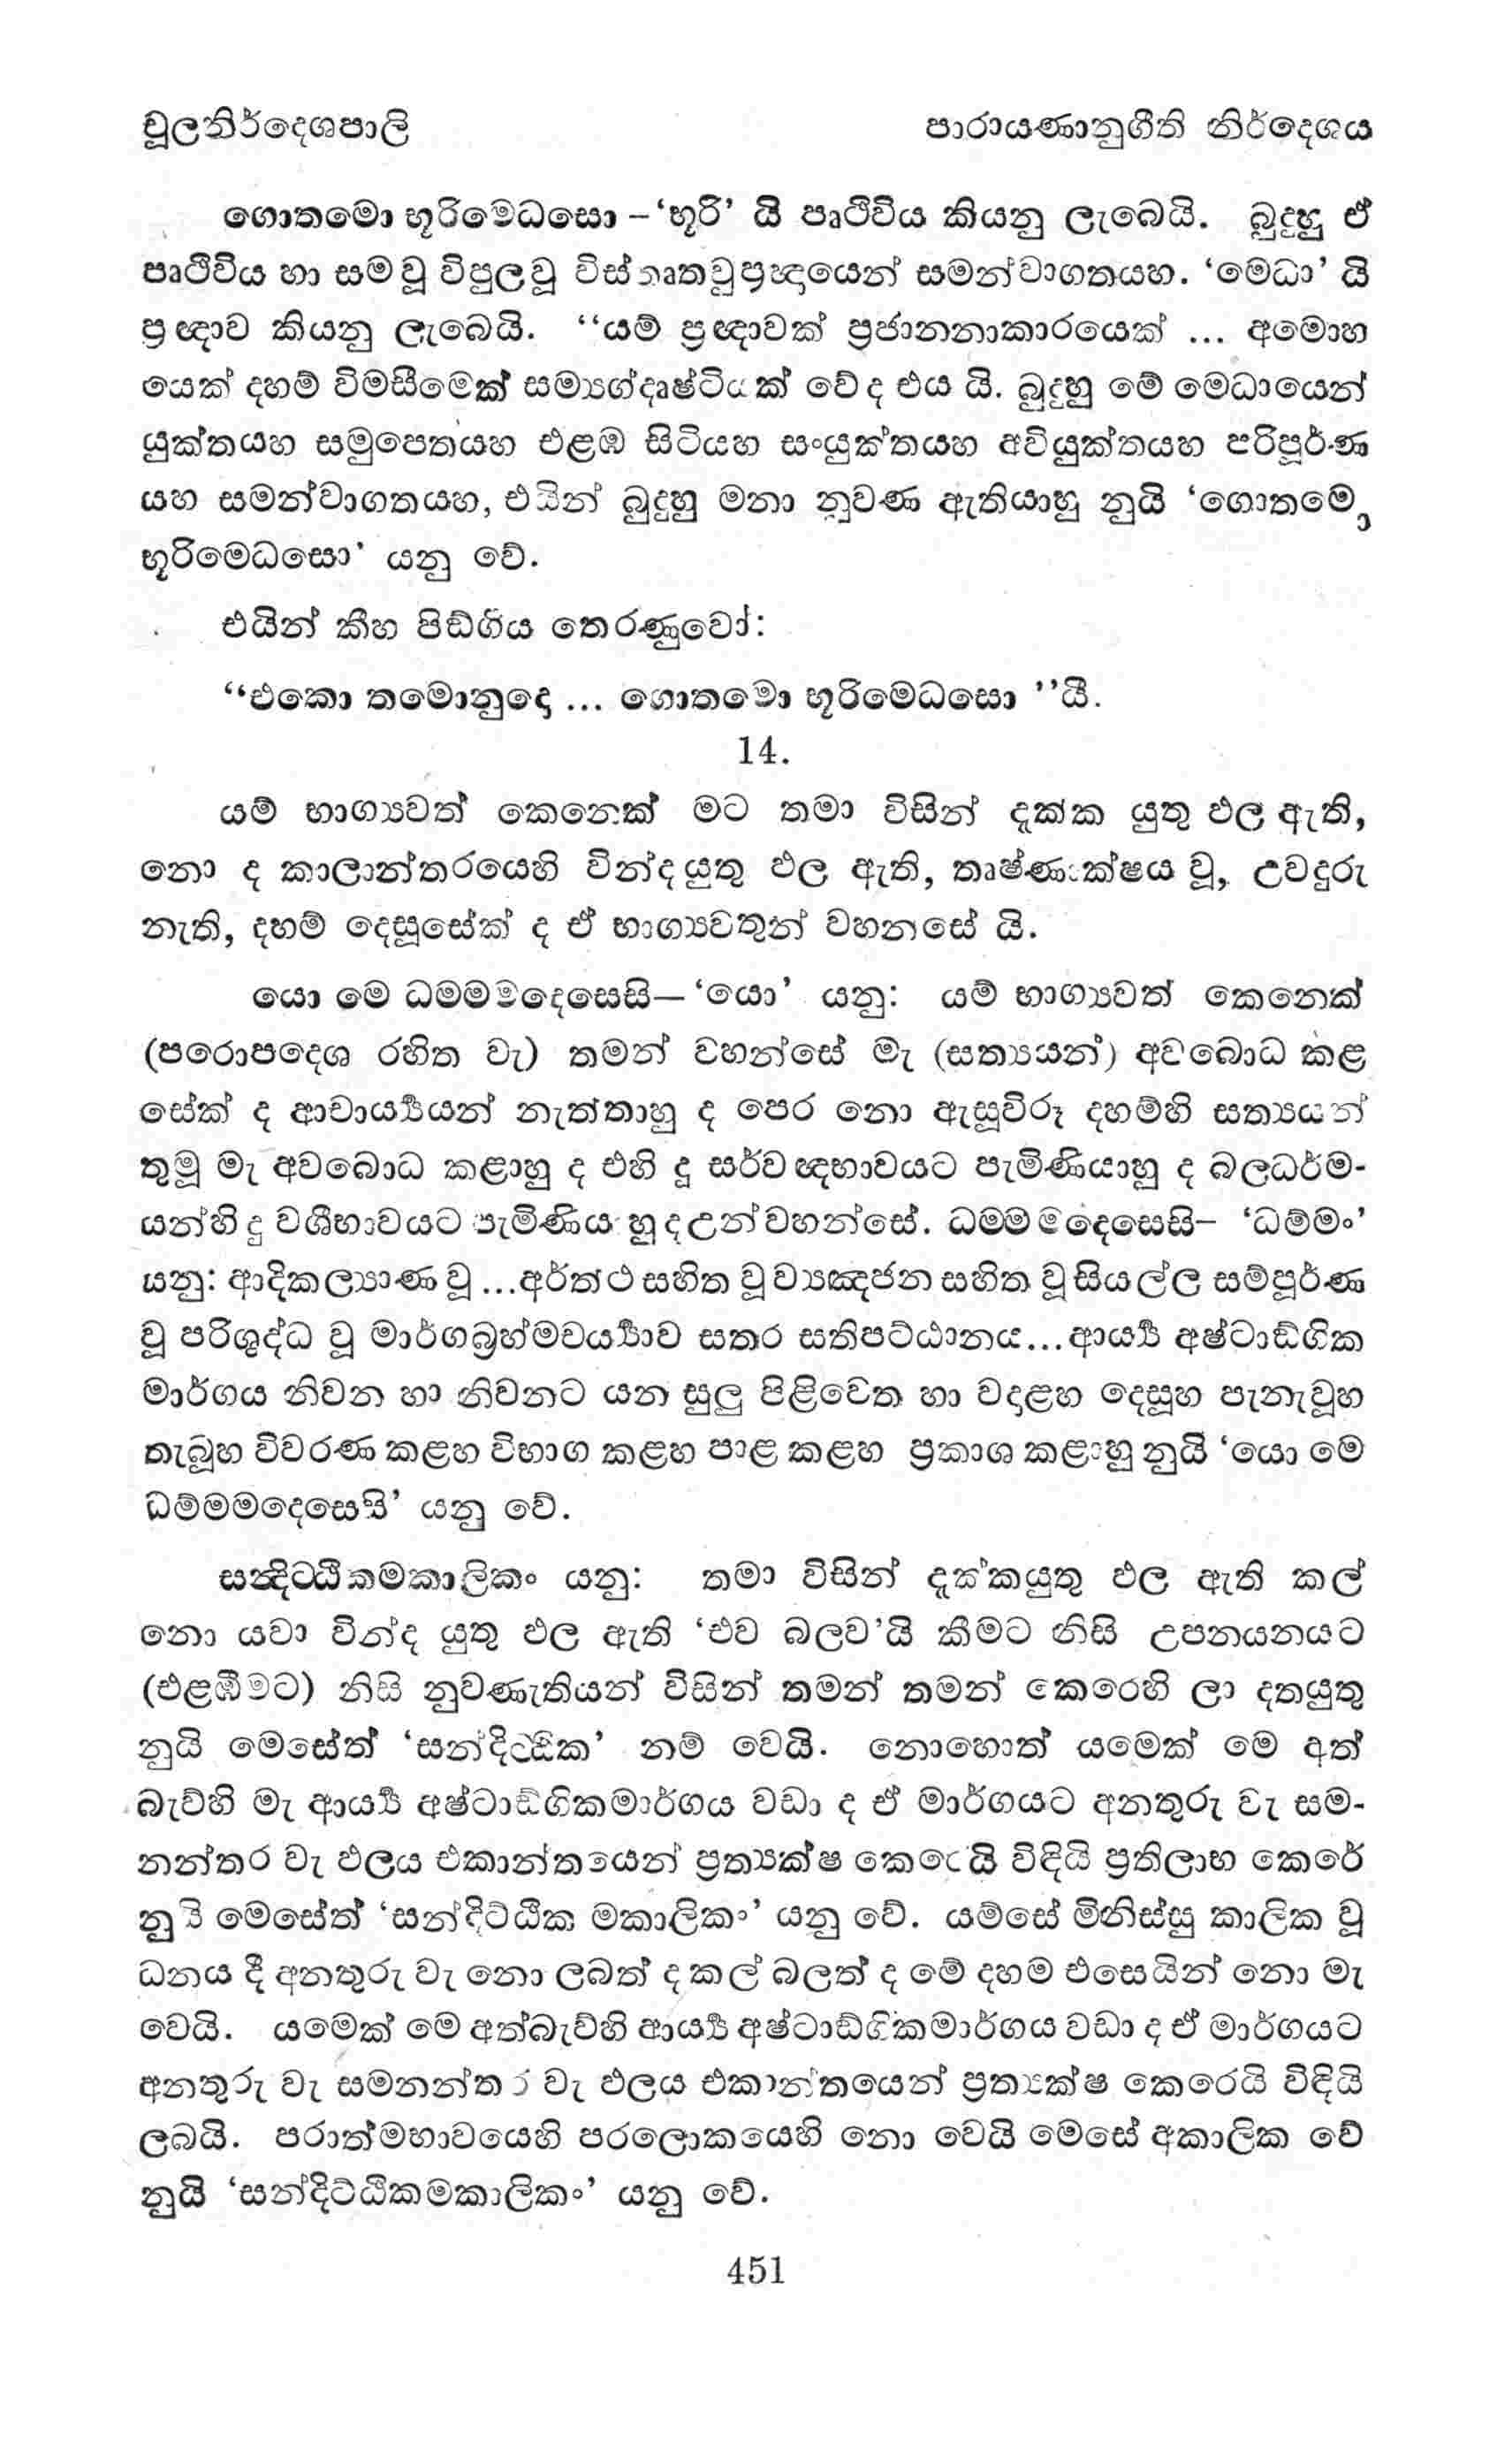 චූලනිර්දෙශපාලි පාරායණානුගීති නිර්දෙශය
ගොතමො භූරිමෙධසො –‘භූරි’ යි පෘථිවිය කියනු ලැබෙයි. බුදුහු ඒ
පෘථිවිය හා සම වූ විපුල වූ විස්තෘතවූප්‍රඥායෙන් සමන්වාගතයහ. ‘මෙධා’ යි
ප්‍රඥාව කියනු ලැබෙයි. “යම් ප්‍රඥාවක් ප්‍රජානනාකාරයෙක් ... අමොහ
යෙක් දහම් විමසීමෙක් සම්‍යග්දෘෂ්ටියක් වේ ද එය යි. බුදුහු මේ මෙධායෙන්
යුක්තයහ සමුපෙතයහ එළඹ සිටියහ සංයුක්තයහ අවියුක්තයහ පරිපූර්ණ
යහ සමන්වාගතයහ, එයින් බුදුහු මනා නුවණ ඇතියාහු නුයි ‘ගොතමො
භූරිමෙධසො’ යනු වේ.
එයින් කීහ පිඬ්ගිය තෙරණුවෝ:
“එකො තමොනුදො ... ගොතමො භූරිමෙධසො ”යී.
14.
යම් භාග්‍යවත් කෙනෙක් මට තමා විසින් දැක්ක යුතු ඵල ඇති,
නො ද කාලාන්තරයෙහි වින්ද යුතු ඵල ඇති, තෘෂ්ණාක්ෂය වූ, උවදුරු
නැති, දහම් දෙසූසේක් ද ඒ භාග්‍යවතුන් වහනසේ යි.
යො මෙ ධම‍මමදෙසෙසි– ‘යො’ යනු: යම් භාග්‍යවත් කෙනෙක්
(පරොපදෙශ රහිත වැ) තමන් වහන්සේ මැ (සත්‍යයන්) අවබොධ කළ
සේක් ද ආචාර්‍ය්‍යයන් නැත්තාහු ද පෙර නො ඇසූවිරූ දහම්හි සත්‍යයන්
තුමූ මැ අවබොධ කළාහු ද එහි දු සර්වඥභාවයට පැමිණියාහු ද බලධර්ම-
යන්හි දු වශීභාවයට පැමිණියාහු ද උන්වහන්සේ. ධම‍මමදෙසෙසි– ‘ධම්මං’
යනු: ආදිකල්‍යාණ වූ ...අර්ත්ථ සහිත වූ ව්‍යඤ්ජන සහිත වූ සියල්ල සම්පූර්ණ
වූ පරිශුද්ධ වූ මාර්ගබ්‍රහ්මචර්‍ය්‍යාව සතර සතිපට්ඨානය...ආර්‍ය්‍ය අෂ්ටාඬ්ගික
මාර්ගය නිවන හා නිවනට යන සුලු පිළිවෙත හා වදාළහ දෙසූහ පැනැවූහ
තැබූහ විවරණ කළහ විභාග කළහ පාළ කළහ ප්‍රකාශ කළාහු නුයි ‘යො මෙ
ධම්මමදෙසෙසි’ යනු වේ.
සන්දිට්ඨිකමකාලිකං යනු: තමා විසින් දැක්කයුතු ඵල ඇති කල්
නො යවා වින්ද යුතු ඵල ඇති ‘එව බලව’යි කීමට නිසි උපනයනයට
(එළඹීමට) නිසි නුවණැතියන් විසින් තමන් තමන් කෙරෙහි ලා දතයුතු
නුයි මෙසේත් ‘සන්දිට්ඨික’ නම් වෙයි. නොහොත් යමෙක් මෙ අත්
බැව්හි මැ ආර්‍ය්‍ය අෂ්ටාඬ්ගිකමාර්ගය වඩා ද ඒ මාර්ගයට අනතුරු වැ සම-
නන්තර වැ ඵලය එකාන්තයෙන් ප්‍රත්‍යක්ෂ කෙරෙයි විඳියි ප්‍රතිලාභ කෙරේ
නුයි මෙසේත් ‘සන්දිට්ඨික මකාලිකං’ යනු වේ. යම්සේ මිනිස්සු කාලික වූ
ධනය දී අනතුරු වැ නො ලබත් ද කල් බලත් ද මේ දහම එසෙයින් නො මැ
වෙයි. යමෙක් මෙ අත්බැව්හි ආර්‍ය්‍ය අෂ්ටාඬ්ගිකමාර්ගය වඩා ද ඒ මාර්ගයට
අනතුරු වැ සමනන්තර වැ ඵලය එකාන්තයෙන් ප්‍රත්‍යක්ෂ කෙරෙයි විඳියි
ලබයි. පරාත්මභාවයෙහි පරලොකයෙහි නො වෙයි මෙසේ අකාලික වේ
නුයි ‘සන්දිට්ඨිකමකාලිකං’ යනු වේ.
451